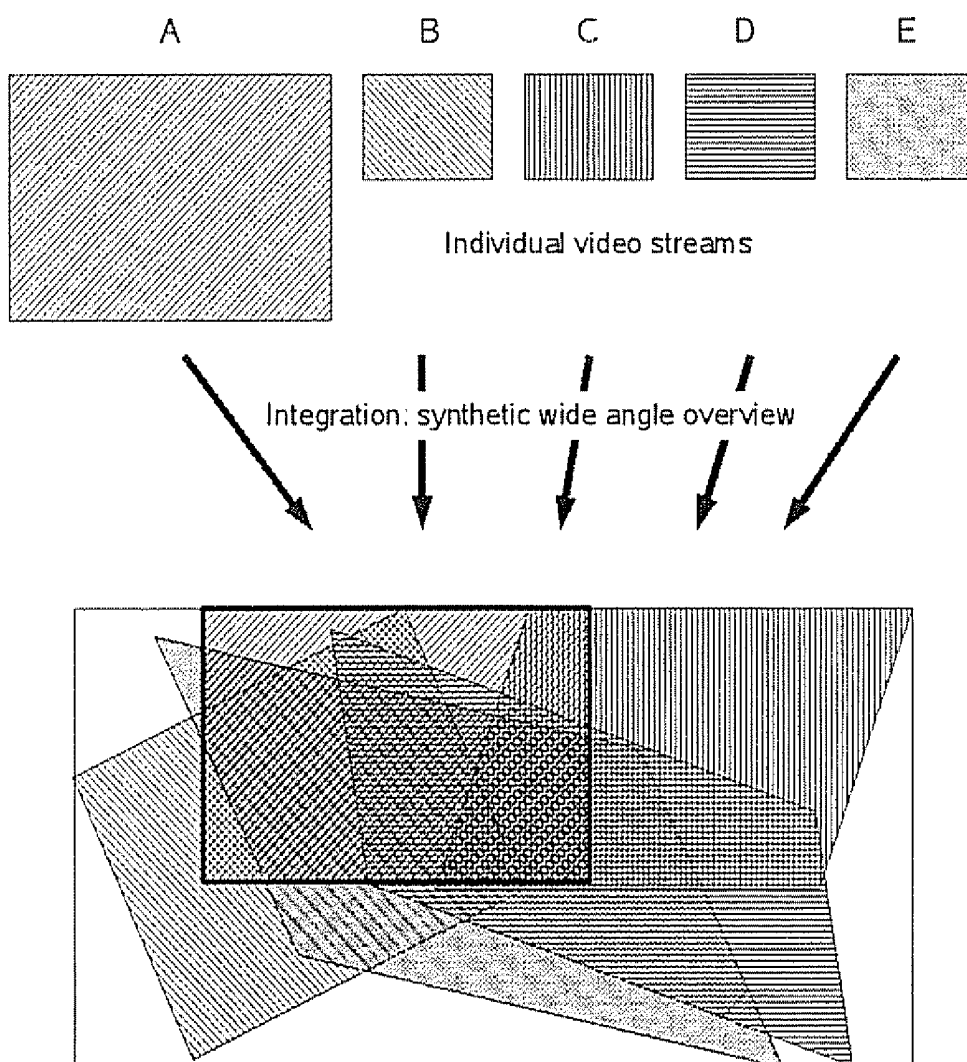 A B C D E
Individual video streams
Integration: synthetic wide angle overview